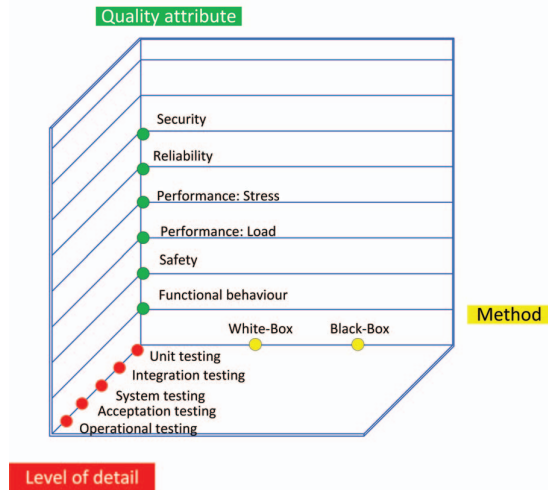 Quality attribute
Security
Reliability
Performance: Stress
Performance: Load
Safety
Functional behaviour
Method
White-Box Black-Box
Unit testing
Integration testing
System testing
Acceptation testing
Operational testing
Level of detail